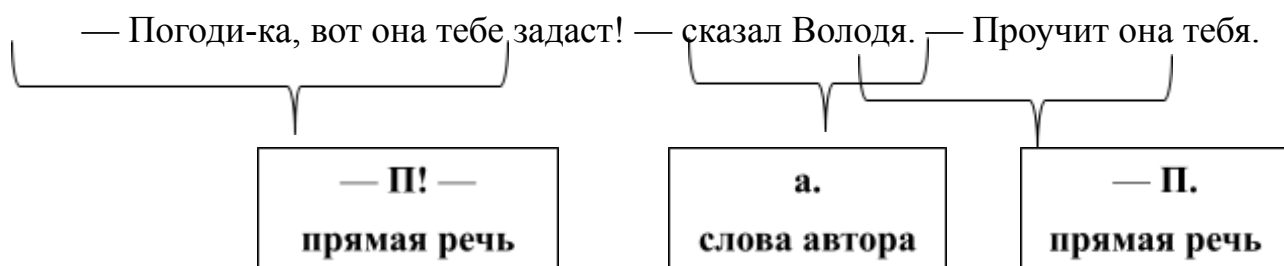 — Погоди-ка, вот она тебе задаст! — сказал Володя. — Проучит она тебя.
— П! —
прямая речь
а.
слова автора
— П.
прямая речь